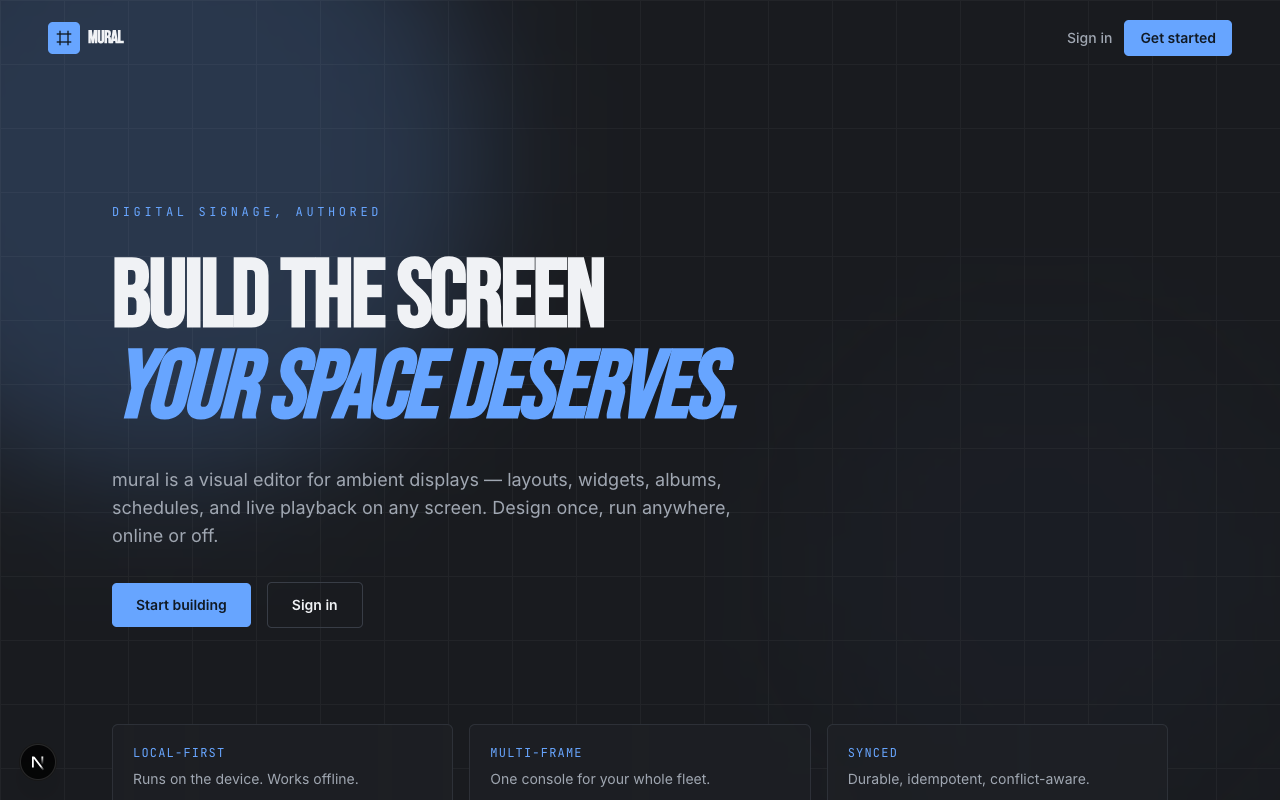 MURAL
Sign in
Get started
DIGITAL SIGNAGE, AUTHORED
BUILD THE SCREEN
YOUR SPACE DESERVES.
mural is a visual editor for ambient displays — layouts, widgets, albums,
schedules, and live playback on any screen. Design once, run anywhere,
online or off.
Start building
Sign in
LOCAL-FIRST
Runs on the device. Works offline.
MULTI-FRAME
One console for your whole fleet.
SYNCED
Durable, idempotent, conflict-aware.
N